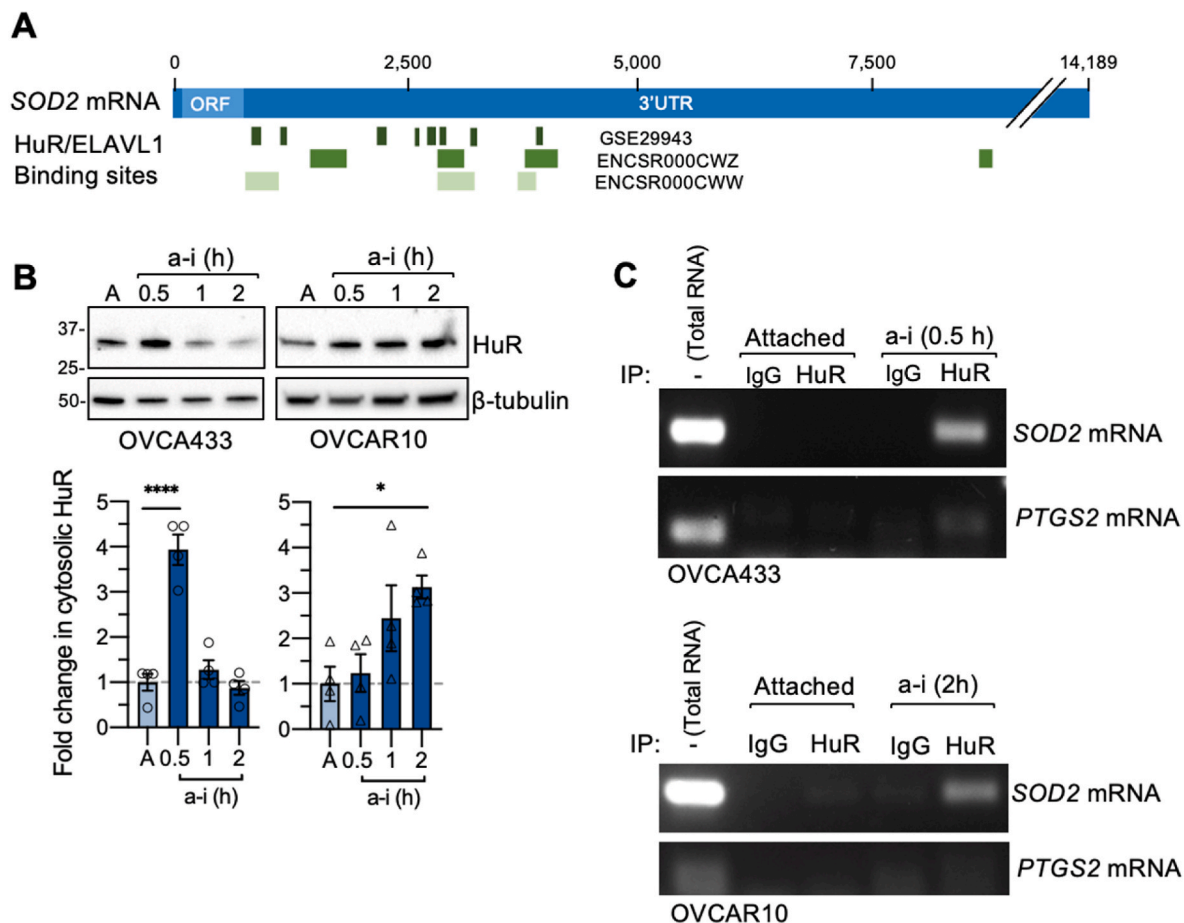 A
0 2,500 5,000 7,500 14,189
SOD2 mRNA ORF 3'UTR
HuR/ELAVL1 GSE29943
Binding sites ENCSR000CWZ
ENCSR000CWW
B
a-i (h) a-i (h)
A 0.5 1 2 A 0.5 1 2
37-
HuR
25-
50- β-tubulin
OVCA433 OVCAR10
Fold change in cytosolic HuR
**** *
5 5
4 4
3 3
2 2
1 1
0 0
A 0.5 1 2 A 0.5 1 2
a-i (h) a-i (h)
C
- (Total RNA)
Attached a-i (0.5 h)
IP: IgG HuR IgG HuR
SOD2 mRNA
PTGS2 mRNA
OVCA433
- (Total RNA)
Attached a-i (2h)
IP: IgG HuR IgG HuR
SOD2 mRNA
PTGS2 mRNA
OVCAR10